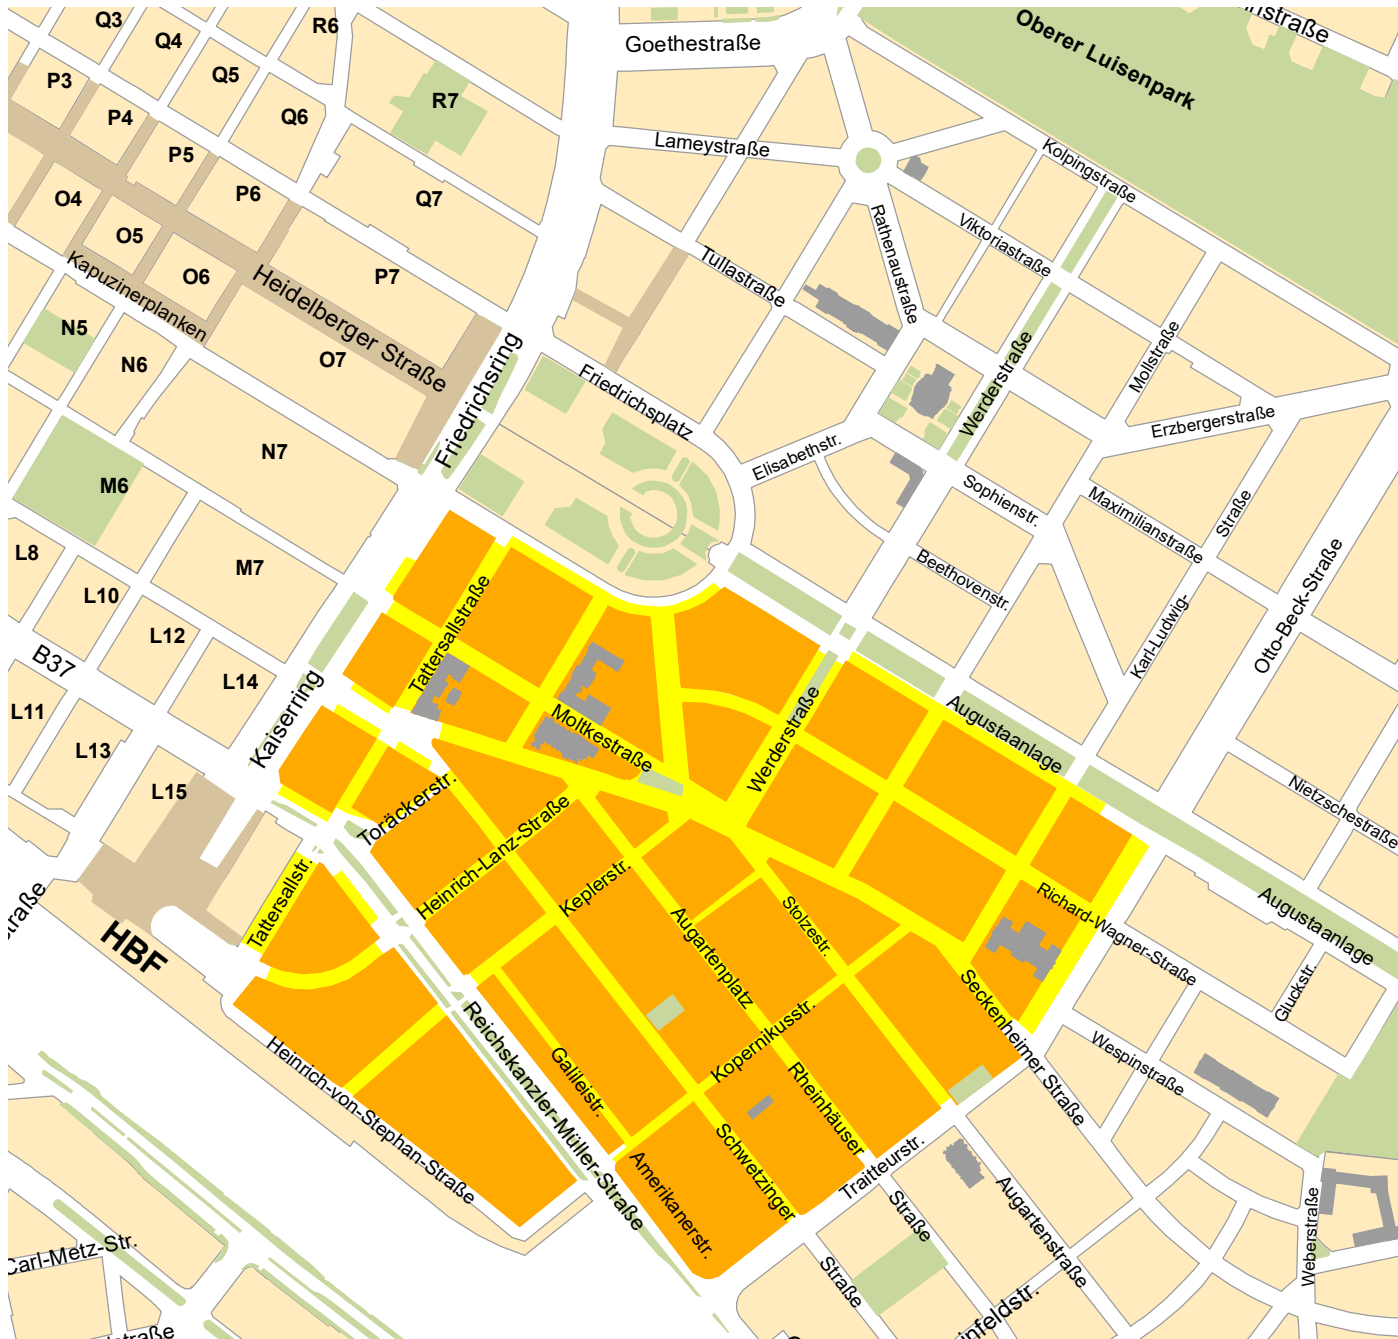 Q3
Q4
R6
Goethestraße
Oberer Luisenpark
P3
Q5
R7
P4
Q6
Lameystraße
Kolpingstraße
P5
O4
P6
Q7
Rathenaustraße
Viktoriastraße
O5
Kapuzinerplanken
O6
Heidelberger Straße
P7
Tullastraße
N5
N6
O7
Friedrichsring
Friedrichsplatz
Werderstraße
Mollstraße
Erzbergerstraße
N7
Elisabethstr.
M6
Sophienstr.
Maximilianstraße
Straße
L8
M7
Beethovenstr.
Otto-Beck-Straße
L10
Tattersallstraße
L12
Karl-Ludwig-
B37
L14
L11
Kaiserring
Moltkestraße
Werderstraße
Augustaanlage
L13
L15
Toräckerstr.
Heinrich-Lanz-Straße
Nietzschestraße
Keplerstr.
Tattersallstr.
Stolzestr.
Richard-Wagner-Straße
Augustaanlage
HBF
Augartenplatz
Seckenheimer Straße
Gluckstr.
Reichskanzler-Müller-Straße
Kopernikusstr.
Heinrich-von-Stephan-Straße
Galileistr.
Rheinhäuser
Wespinstraße
Schwetzinger
Amerikanerstr.
Traitteurstr.
Straße
Augartenstraße
Weberstraße
Carl-Metz-Str.
Straße